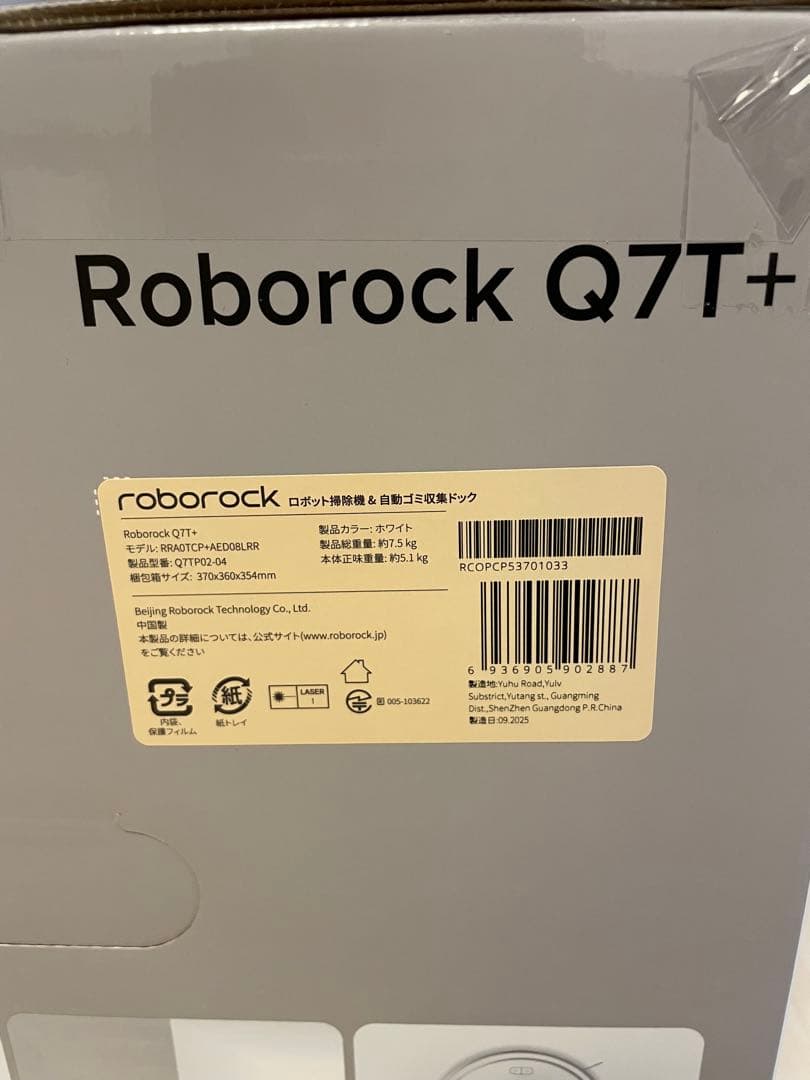 Roborock Q7T+
roborock ロボット掃除機 & 自動ゴミ収集ドック
Roborock Q7T+
モデル: RRA0TCP+AED08LRR
製品型番: Q7TP02-04
梱包箱サイズ: 370x360x354mm
製品カラー: ホワイト
製品総重量: 約7.5 kg
本体正味重量: 約5.1 kg
RCOPCP53701033
Beijing Roborock Technology Co., Ltd.
中国製
本製品の詳細については、公式サイト(www.roborock.jp)
をご覧ください
6 936905 902887
製造地:Yuhu Road,Yulv
Substrict,Yutang st., Guangming
Dist.,ShenZhen Guangdong P.R.China
製造日:09.2025
プラ
内袋、
保護フィルム
紙
紙トレイ
LASER
1
R 005-103622